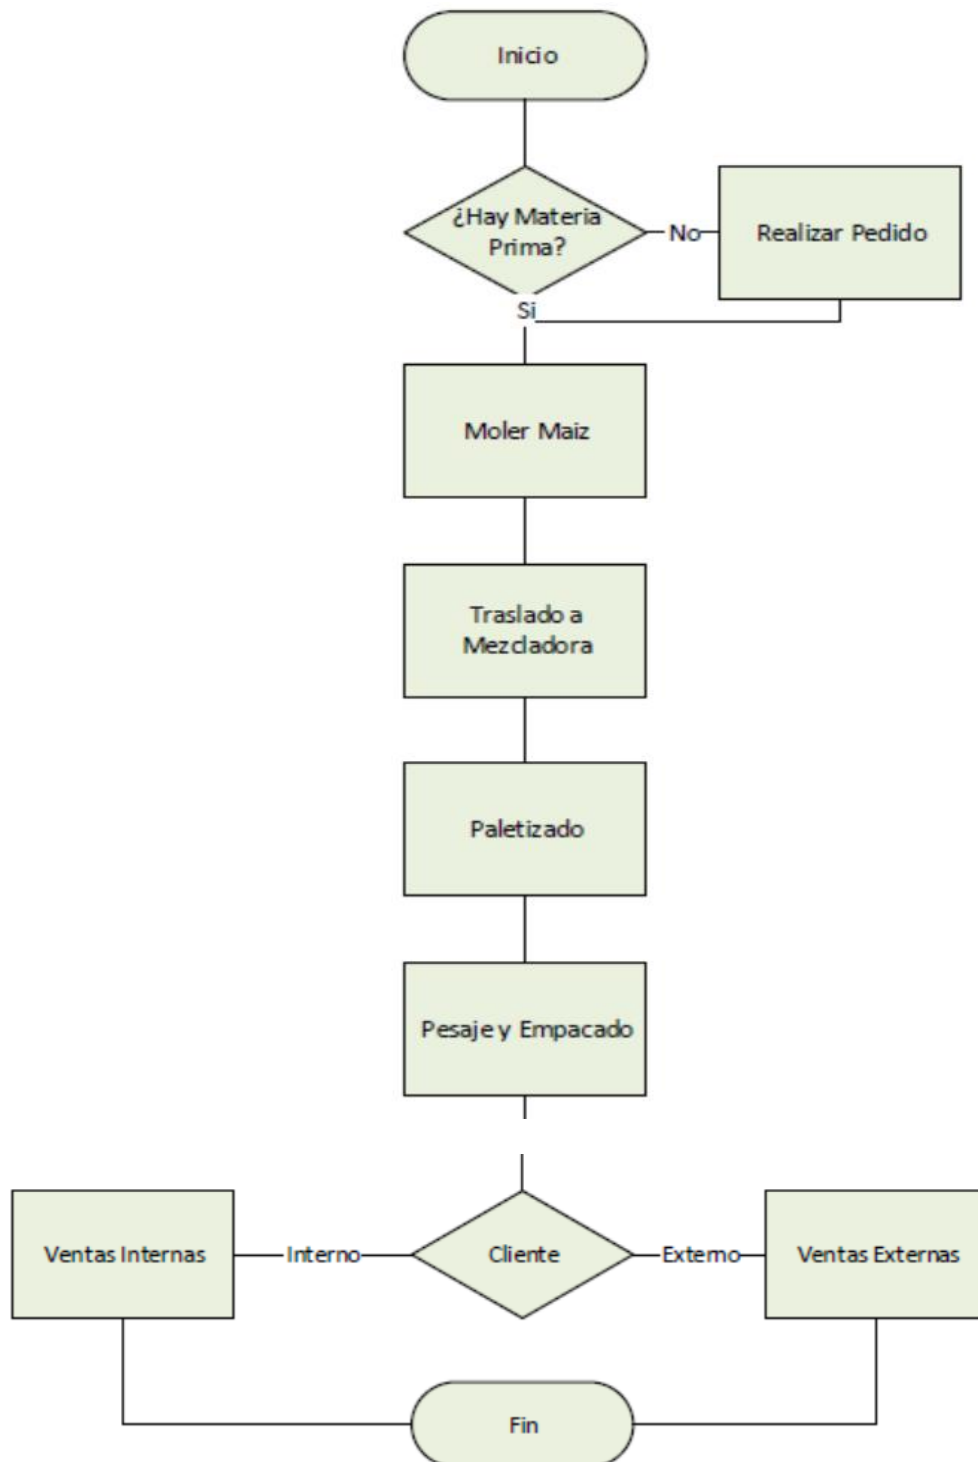 Inicio
¿Hay Materia
Prima?
No
Realizar Pedido
Si
Moler Maiz
Traslado a
Mezcladora
Paletizado
Pesaje y Empacado
Ventas Internas
Interno
Cliente
Externo
Ventas Externas
Fin